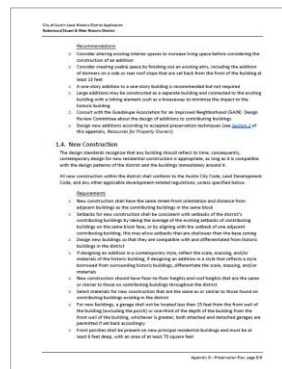 City of Austin Local Historic District Application
Robertson/Stuart & Mair Historic District
Recommendations
o Consider altering existing interior spaces to increase living space before considering the
construction of an addition
o Consider creating usable space by finishing out an existing attic, including the addition
of dormers on a side or rear roof slope that are set back from the front of the building at
least 15 feet
o A one-story addition to a one-story building is recommended but not required
o Large additions may be constructed as a separate building and connected to the existing
building with a linking element such as a breezeway to minimize the impact to the
historic building
o Consult with the Guadalupe Association for an Improved Neighborhood (GAIN) Design
Review Committee about the design of additions to contributing buildings
o Design new additions according to accepted preservation techniques (see Section 2 of
this appendix, Resources for Property Owners)
1.4. New Construction
The design standards recognize that any building should reflect its time; consequently,
contemporary design for new residential construction is appropriate, so long as it is compatible
with the design patterns of the district and the buildings immediately around it.
All new construction within the district shall conform to the Austin City Code, Land Development
Code, and any other applicable development-related regulations, unless specified below.
Requirements
o New construction shall have the same street front orientation and distance from
adjacent buildings as the contributing buildings in the same block
o Setbacks for new construction shall be consistent with setbacks of the district's
contributing buildings by taking the average of the existing setbacks of contributing
buildings on the same block face, or by aligning with the setback of one adjacent
contributing building; this may allow setbacks that are shallower than the base zoning
o Design new buildings so that they are compatible with and differentiated from historic
buildings in the district
o If designing an addition in a contemporary style, reflect the scale, massing, and/or
materials of the historic building. If designing an addition in a style that reflects a style
borrowed from surrounding historic buildings, differentiate the scale, massing, and/or
materials
o New construction should have floor-to-floor heights and roof heights that are the same
or similar to those on contributing buildings throughout the district
o Select materials for new construction that are the same as or similar to those found on
contributing buildings existing in the district
o For new buildings, a garage shall not be located less than 15 feet from the front wall of
the building (excluding the porch) or one-third of the depth of the building from the
front wall of the building, whichever is greater; both attached and detached garages are
permitted if set back accordingly
o Front porches shall be present on new principal residential buildings and must be at
least 6 feet deep, with an area of at least 70 square feet
Appendix D – Preservation Plan, page D-9